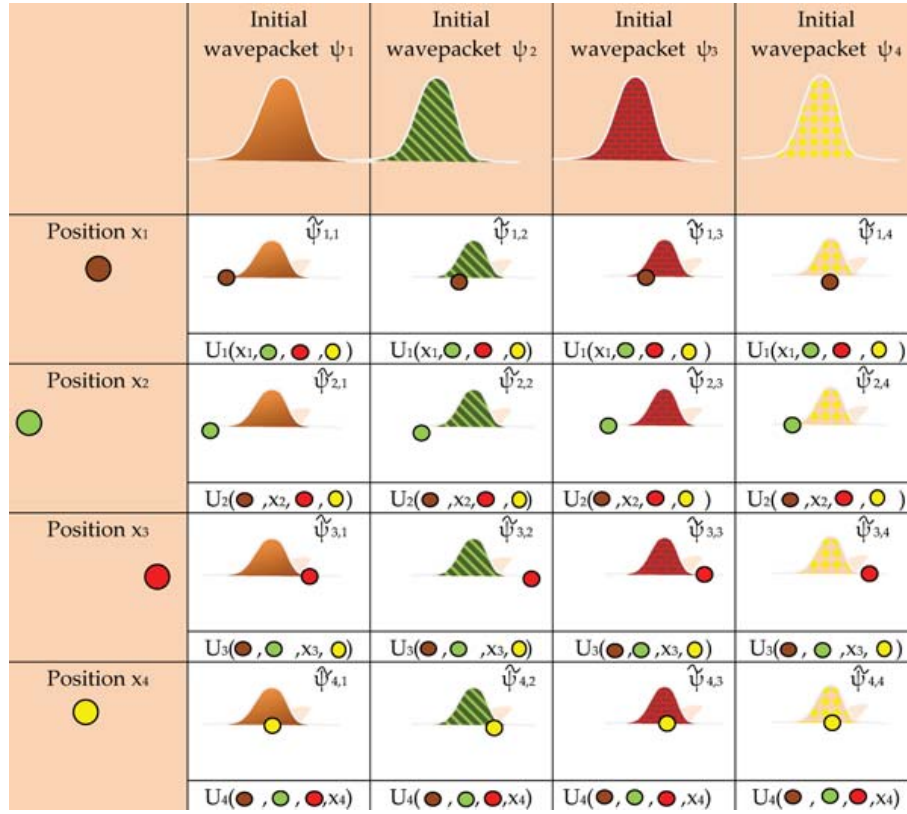 Initial wavepacket ψ1 Initial wavepacket ψ2 Initial wavepacket ψ3 Initial wavepacket ψ4
Position x1 ψ̃1,1 ψ̃1,2 ψ̃1,3 ψ̃1,4
U1(x1, , , ) U1(x1, , , ) U1(x1, , , ) U1(x1, , , )
Position x2 ψ̃2,1 ψ̃2,2 ψ̃2,3 ψ̃2,4
U2( ,x2, , ) U2( ,x2, , ) U2( ,x2, , ) U2( ,x2, , )
Position x3 ψ̃3,1 ψ̃3,2 ψ̃3,3 ψ̃3,4
U3( , ,x3, ) U3( , ,x3, ) U3( , ,x3, ) U3( , ,x3, )
Position x4 ψ̃4,1 ψ̃4,2 ψ̃4,3 ψ̃4,4
U4( , , ,x4) U4( , , ,x4) U4( , , ,x4) U4( , , ,x4)